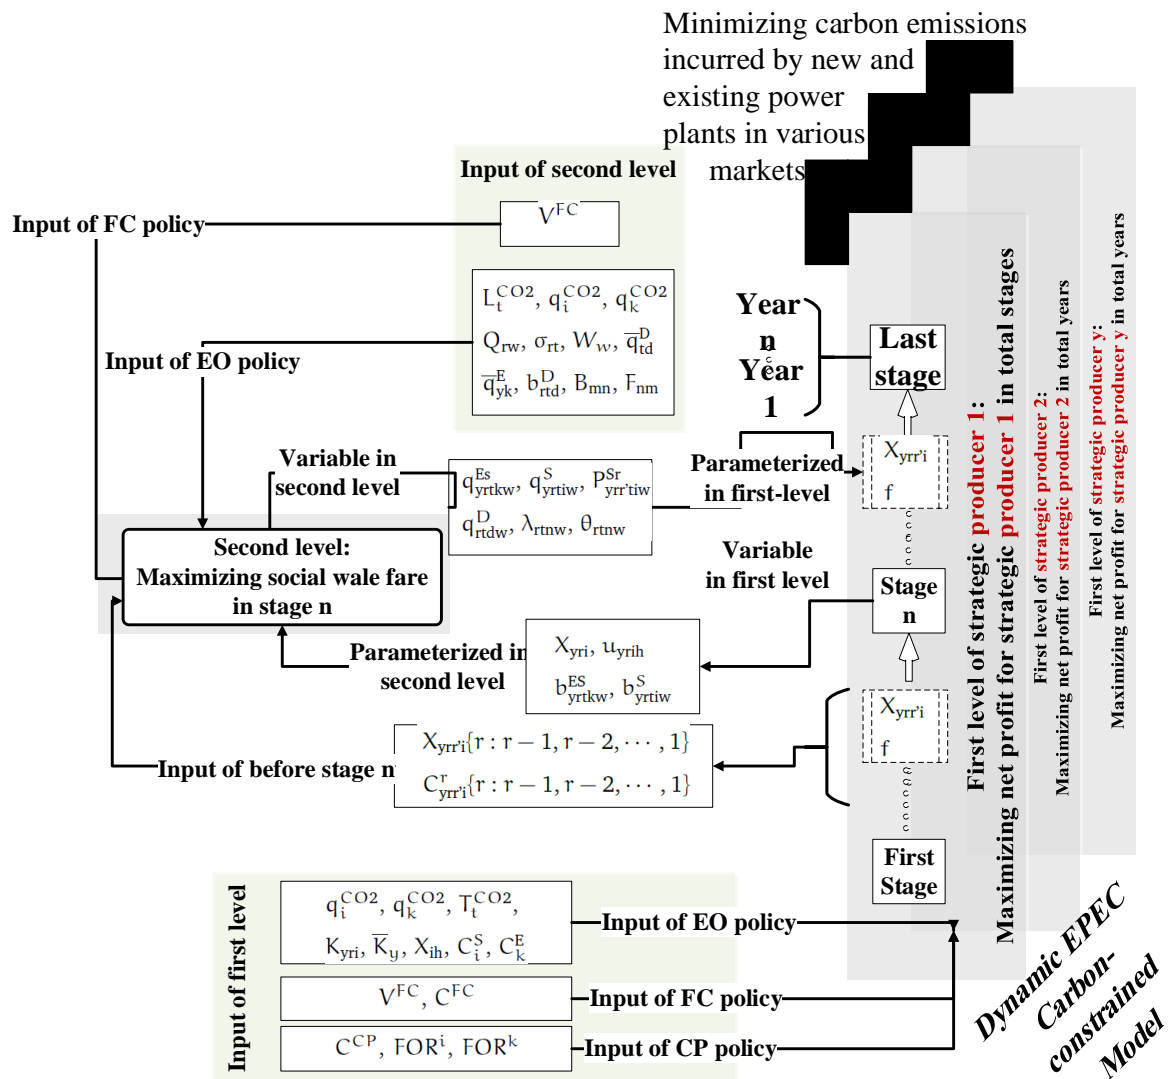 Minimizing carbon emissions
incurred by new and
existing power
plants in various
markets
Input of second level
V^FC
Input of FC policy
L_t^CO2, q_i^CO2, q_k^CO2
Q_rw, σ_rt, W_w, q̅_td^D
q̅_yk^E, b_rtd^D, B_mn, F_nm
Input of EO policy
Year
n
Year
1
Last
stage
Variable in
second level
q_yrtkw^Es, q_yrtiw^S, P_yrr'tiw^Sr
q_rtdw^D, λ_rtnw, θ_rtnw
Parameterized
in first-level
X_yrr'i
f
Second level:
Maximizing social wale fare
in stage n
Variable
in first level
Stage
n
Parameterized in
second level
X_yri, u_yrih
b_yrtkw^ES, b_yrtiw^S
X_yrr'i
f
Input of before stage n
X_yrr'i{r : r − 1, r − 2, ⋯ , 1}
C_yrr'i^r{r : r − 1, r − 2, ⋯ , 1}
First
Stage
First level of strategic producer 1:
Maximizing net profit for strategic producer 1 in total stages
First level of strategic producer 2:
Maximizing net profit for strategic producer 2 in total years
First level of strategic producer y:
Maximizing net profit for strategic producer y in total years
Input of first level
q_i^CO2, q_k^CO2, T_t^CO2,
K_yri, K̅_y, X_ih, C_i^S, C_k^E
Input of EO policy
V^FC, C^FC
Input of FC policy
C^CP, FOR^i, FOR^k
Input of CP policy
Dynamic EPEC
Carbon-
constrained
Model